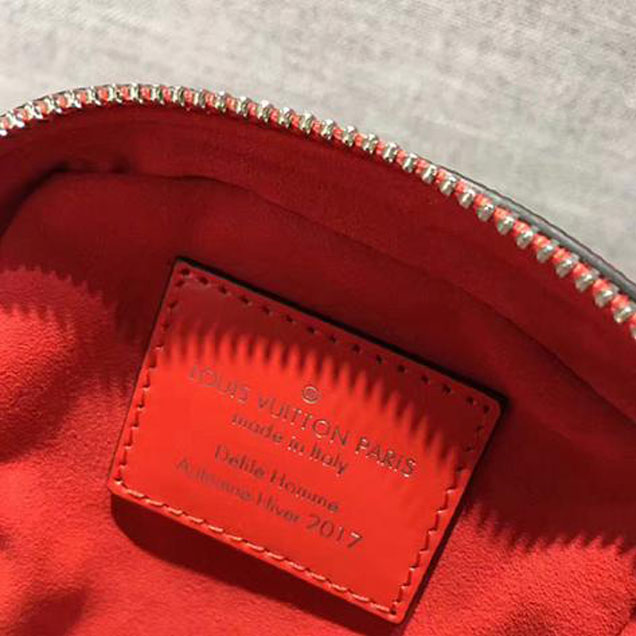 LOUIS VUITTON PARIS
made in Italy
Défilé Homme
Automne-Hiver 2017